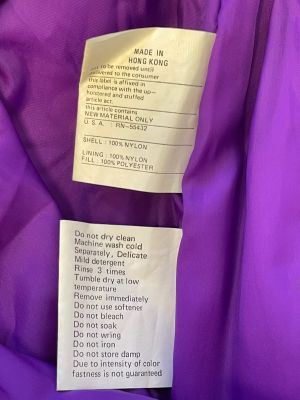 MADE IN
HONG KONG
to be removed until
delivered to the consumer
this label is affixed in
compliance with the up—
holstered and stuffed
article act.
this article contains
NEW MATERIAL ONLY
U. S. A. RN—55432
SHELL : 100% NYLON
LINING : 100% NYLON
FILL : 100% POLYESTER
Do not dry clean
Machine wash cold
Separately, Delicate
Mild detergent
Rinse 3 times
Tumble dry at low
temperature
Remove immediately
Do not use softener
Do not bleach
Do not soak
Do not wring
Do not iron
Do not store damp
Due to intensity of color
fastness is not guaranteed